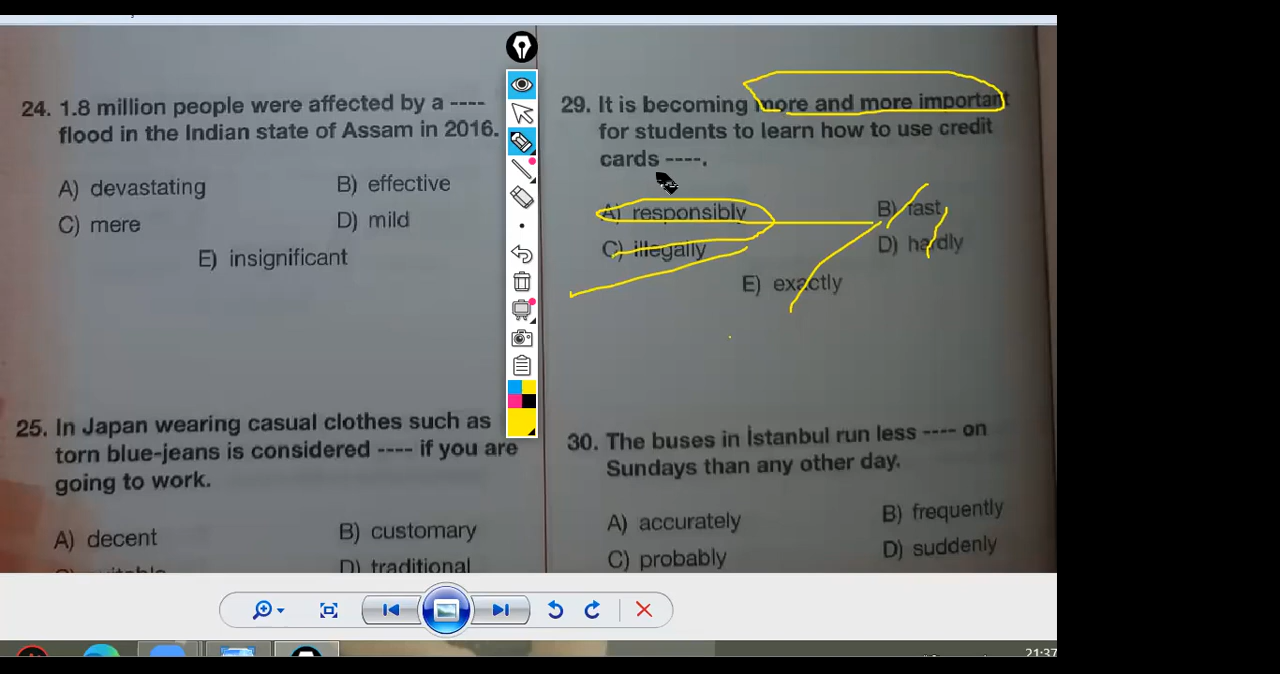 24. 1.8 million people were affected by a ----
flood in the Indian state of Assam in 2016.
A) devastating
B) effective
C) mere
D) mild
E) insignificant
25. In Japan wearing casual clothes such as
torn blue-jeans is considered ---- if you are
going to work.
A) decent
B) customary
D) traditional
29. It is becoming more and more important
for students to learn how to use credit
cards ----.
A) responsibly
B) fast
C) illegally
D) hardly
E) exactly
30. The buses in İstanbul run less ---- on
Sundays than any other day.
A) accurately
B) frequently
C) probably
D) suddenly
21:37